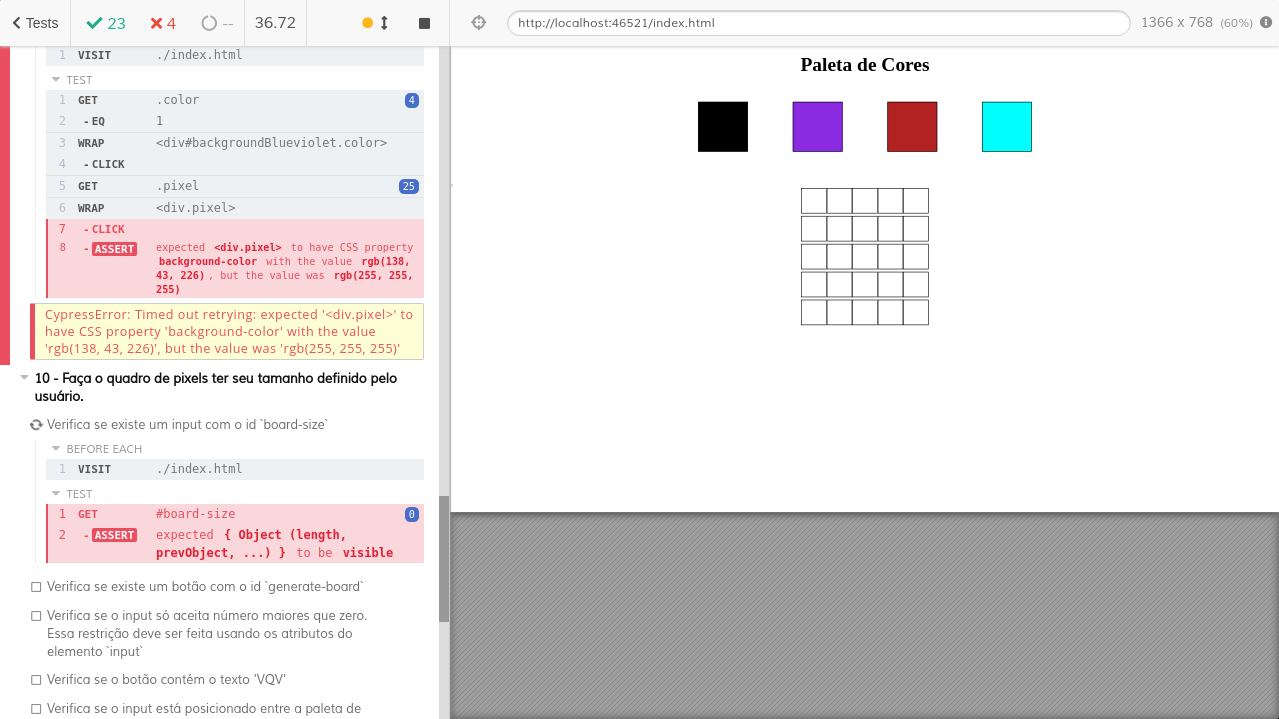 Tests
23
4
--
36.72
http://localhost:46521/index.html
1366 x 768 (60%)
1 VISIT ./index.html
TEST
1 GET .color 4
2 - EQ 1
3 WRAP <div#backgroundBlueviolet.color>
4 - CLICK
5 GET .pixel 25
6 WRAP <div.pixel>
7 - CLICK
8 - ASSERT expected <div.pixel> to have CSS property
background-color with the value rgb(138,
43, 226), but the value was rgb(255, 255,
255)
CypressError: Timed out retrying: expected '<div.pixel>' to
have CSS property 'background-color' with the value
'rgb(138, 43, 226)', but the value was 'rgb(255, 255, 255)'
10 - Faça o quadro de pixels ter seu tamanho definido pelo
usuário.
Verifica se existe um input com o id `board-size`
BEFORE EACH
1 VISIT ./index.html
TEST
1 GET #board-size 0
2 - ASSERT expected { Object (length,
prevObject, ...) } to be visible
Verifica se existe um botão com o id `generate-board`
Verifica se o input só aceita número maiores que zero.
Essa restrição deve ser feita usando os atributos do
elemento `input`
Verifica se o botão contém o texto 'VQV'
Verifica se o input está posicionado entre a paleta de
Paleta de Cores